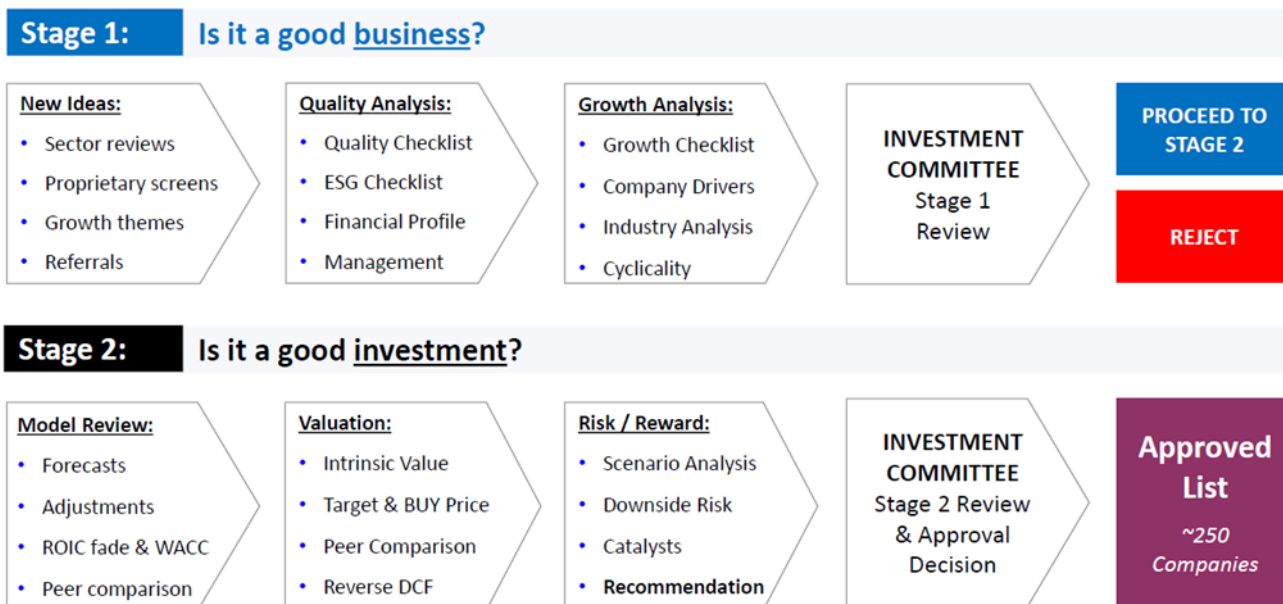 Stage 1: Is it a good business?
New Ideas:
• Sector reviews
• Proprietary screens
• Growth themes
• Referrals
Quality Analysis:
• Quality Checklist
• ESG Checklist
• Financial Profile
• Management
Growth Analysis:
• Growth Checklist
• Company Drivers
• Industry Analysis
• Cyclicality
INVESTMENT
COMMITTEE
Stage 1
Review
PROCEED TO
STAGE 2
REJECT
Stage 2: Is it a good investment?
Model Review:
• Forecasts
• Adjustments
• ROIC fade & WACC
• Peer comparison
Valuation:
• Intrinsic Value
• Target & BUY Price
• Peer Comparison
• Reverse DCF
Risk / Reward:
• Scenario Analysis
• Downside Risk
• Catalysts
• Recommendation
INVESTMENT
COMMITTEE
Stage 2 Review
& Approval
Decision
Approved
List
~250
Companies